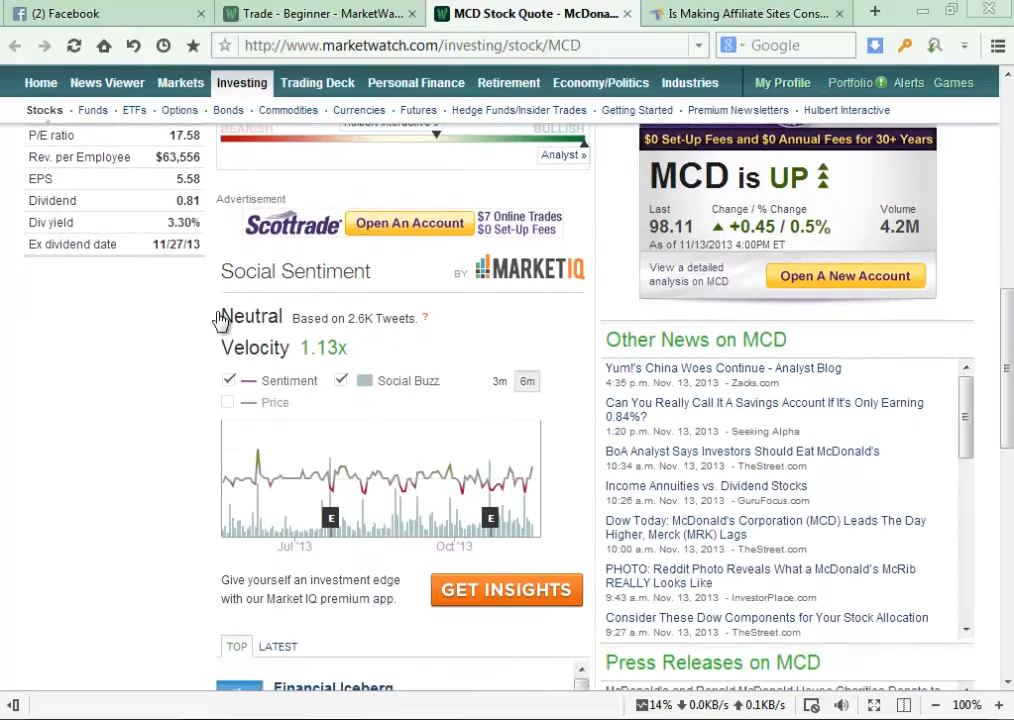 (2) Facebook
Trade - Beginner - MarketWa...
MCD Stock Quote - McDona...
Is Making Affiliate Sites Cons...
http://www.marketwatch.com/investing/stock/MCD
Google
Home News Viewer Markets Investing Trading Deck Personal Finance Retirement Economy/Politics Industries My Profile Portfolio Alerts Games
Stocks Funds ETFs Options Bonds Commodities Currencies Futures Hedge Funds/Insider Trades Getting Started Premium Newsletters Hulbert Interactive
P/E ratio 17.58
Rev. per Employee $63,556
EPS 5.58
Dividend 0.81
Div yield 3.30%
Ex dividend date 11/27/13
BEARISH
BULLISH
Analyst »
Advertisement
Scottrade Open An Account $7 Online Trades
$0 Set-Up Fees
Social Sentiment BY MARKETIQ
Neutral Based on 2.6K Tweets. ?
Velocity 1.13x
Sentiment Social Buzz 3m 6m
Price
E E
Jul '13 Oct '13
Give yourself an investment edge
with our Market IQ premium app.
GET INSIGHTS
TOP LATEST
Financial Iceberg
$0 Set-Up Fees and $0 Annual Fees for 30+ Years
MCD is UP
Last Change / % Change Volume
98.11 +0.45 / 0.5% 4.2M
As of 11/13/2013 4:00PM ET
View a detailed
analysis on MCD
Open A New Account
Other News on MCD
Yum!'s China Woes Continue - Analyst Blog
4:35 p.m. Nov. 13, 2013 - Zacks.com
Can You Really Call It A Savings Account If It's Only Earning
0.84%?
1:20 p.m. Nov. 13, 2013 - Seeking Alpha
BoA Analyst Says Investors Should Eat McDonald's
10:34 a.m. Nov. 13, 2013 - TheStreet.com
Income Annuities vs. Dividend Stocks
10:26 a.m. Nov. 13, 2013 - GuruFocus.com
Dow Today: McDonald's Corporation (MCD) Leads The Day
Higher, Merck (MRK) Lags
10:00 a.m. Nov. 13, 2013 - TheStreet.com
PHOTO: Reddit Photo Reveals What a McDonald's McRib
REALLY Looks Like
9:43 a.m. Nov. 13, 2013 - InvestorPlace.com
Consider These Dow Components for Your Stock Allocation
9:27 a.m. Nov. 13, 2013 - TheStreet.com
Press Releases on MCD
14% 0.0KB/s 0.1KB/s 100%